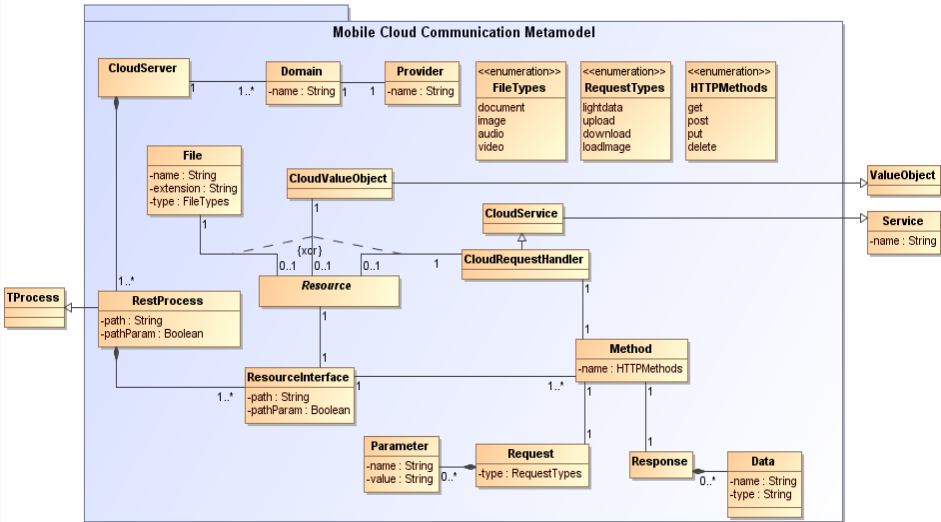 Mobile Cloud Communication Metamodel
CloudServer
1
1..*
Domain
-name : String
1
1
Provider
-name : String
<<enumeration>>
FileTypes
document
image
audio
video
<<enumeration>>
RequestTypes
lightdata
upload
download
loadImage
<<enumeration>>
HTTPMethods
get
post
put
delete
File
-name : String
-extension : String
-type : FileTypes
1
CloudValueObject
1
ValueObject
CloudService
Service
-name : String
{xor}
0..1
0..1
0..1
1
CloudRequestHandler
1
Resource
1
1..*
TProcess
RestProcess
-path : String
-pathParam : Boolean
1
1
Method
-name : HTTPMethods
ResourceInterface
-path : String
-pathParam : Boolean
1..*
1
1..*
1
1
1
1
Parameter
-name : String
-value : String
0..*
Request
-type : RequestTypes
Response
0..*
Data
-name : String
-type : String